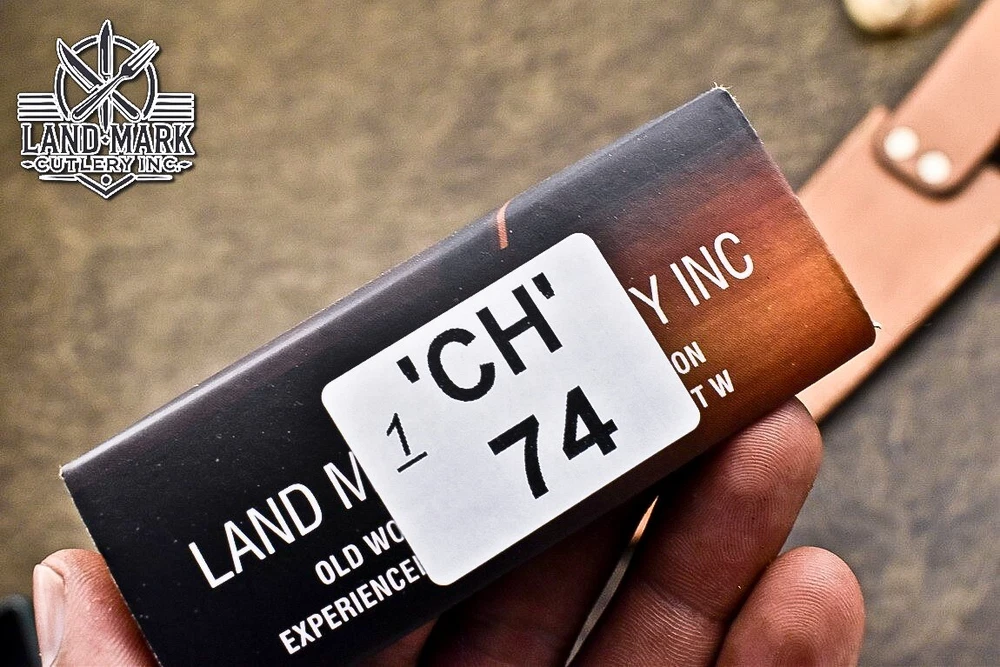 LAND MARK
CUTLERY INC.
'CH'
1
74
LAND M
Y INC
OLD WO
ON
EXPERIENCE
T W